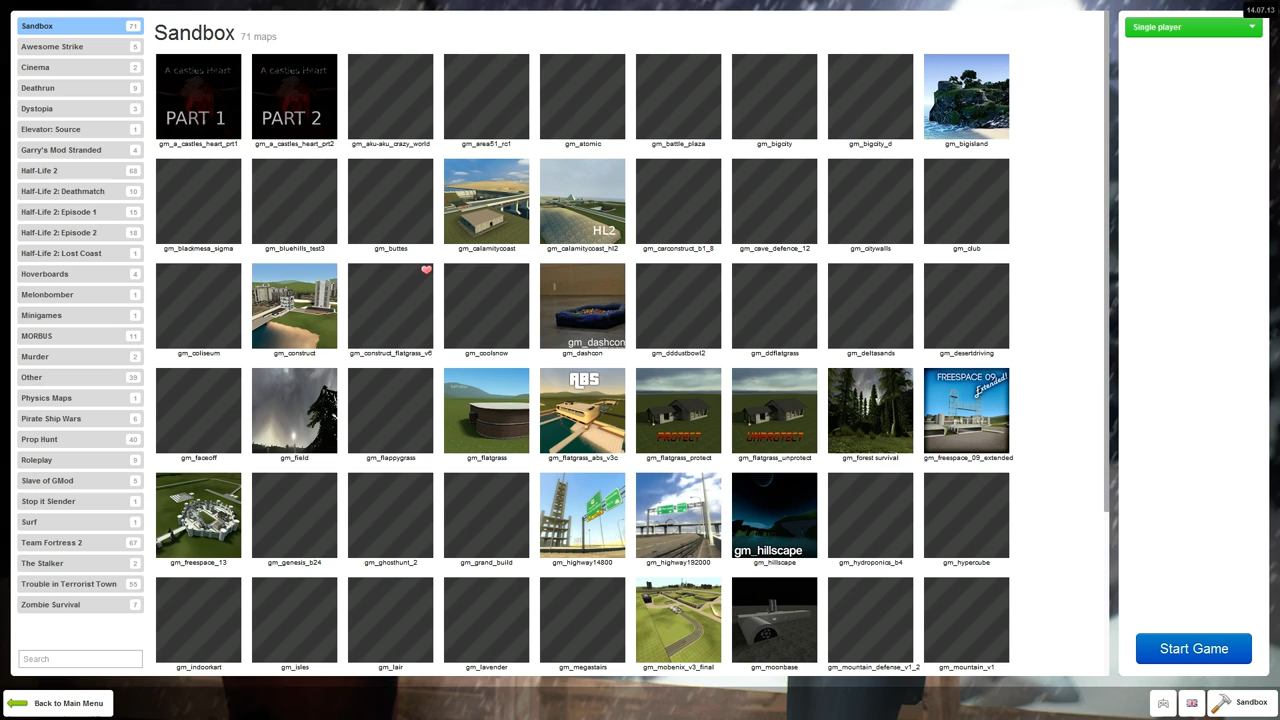 14.07.13
Sandbox 71
Awesome Strike 5
Cinema 2
Deathrun 9
Dystopia 3
Elevator: Source 1
Garry's Mod Stranded 4
Half-Life 2 68
Half-Life 2: Deathmatch 10
Half-Life 2: Episode 1 15
Half-Life 2: Episode 2 18
Half-Life 2: Lost Coast 1
Hoverboards 4
Melonbomber 1
Minigames 1
MORBUS 11
Murder 2
Other 39
Physics Maps 1
Pirate Ship Wars 6
Prop Hunt 40
Roleplay 9
Slave of GMod 5
Stop it Slender 1
Surf 1
Team Fortress 2 67
The Stalker 2
Trouble in Terrorist Town 55
Zombie Survival 7
Search
Sandbox 71 maps
A castles Heart A castles Heart
PART 1 PART 2
gm_a_castles_heart_prt1 gm_a_castles_heart_prt2 gm_aku-aku_crazy_world gm_area51_rc1 gm_atomic gm_battle_plaza gm_bigcity gm_bigcity_d gm_bigisland
HL2
gm_blackmesa_sigma gm_bluehills_test3 gm_buttes gm_calamitycoast gm_calamitycoast_hl2 gm_carconstruct_b1_8 gm_cave_defence_12 gm_citywalls gm_club
gm_dashcon
gm_coliseum gm_construct gm_construct_flatgrass_v6 gm_coolsnow gm_dashcon gm_dddustbowl2 gm_ddflatgrass gm_deltasands gm_desertdriving
ABS FREESPACE 09
Extended!
PROTECT UNPROTECT
gm_faceoff gm_field gm_flappygrass gm_flatgrass gm_flatgrass_abs_v3c gm_flatgrass_protect gm_flatgrass_unprotect gm_forest survival gm_freespace_09_extended
gm_hillscape
gm_freespace_13 gm_genesis_b24 gm_ghosthunt_2 gm_grand_build gm_highway14800 gm_highway192000 gm_hillscape gm_hydroponics_b4 gm_hypercube
gm_indoorkart gm_isles gm_lair gm_lavender gm_megastairs gm_mobenix_v3_final gm_moonbase gm_mountain_defense_v1_2 gm_mountain_v1
Single player
Start Game
Back to Main Menu
Sandbox